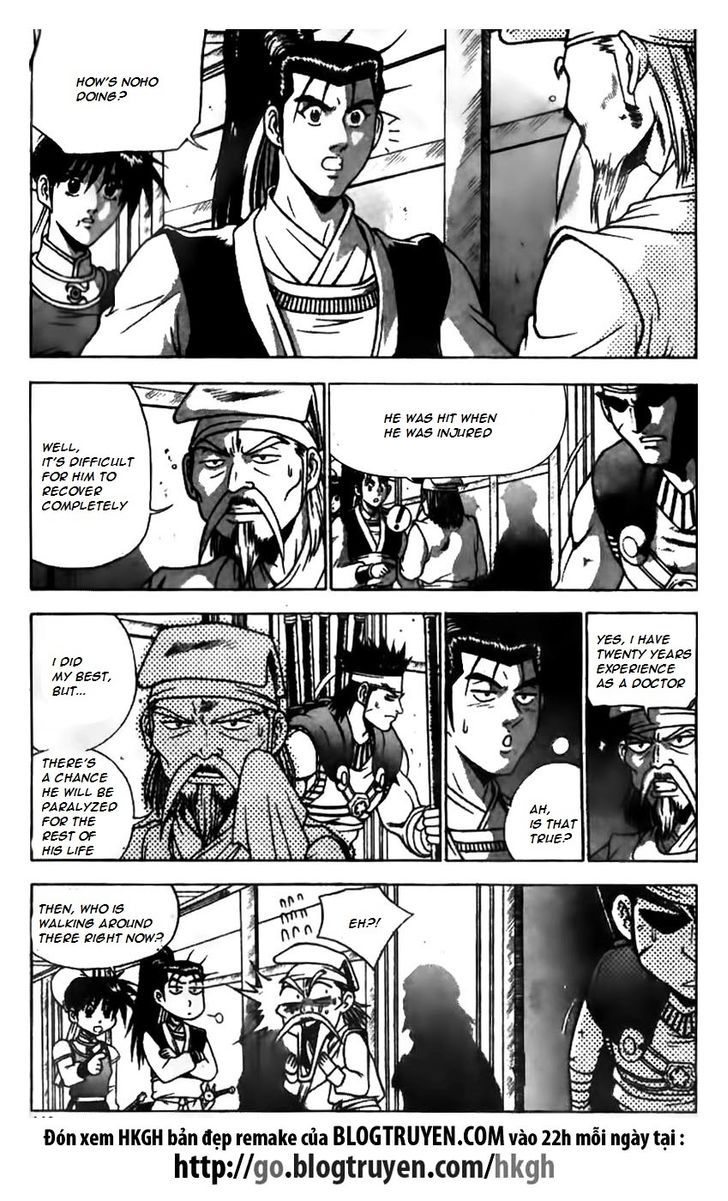 HOW'S NOHO
DOING?
WELL,
IT'S DIFFICULT
FOR HIM TO
RECOVER
COMPLETELY
HE WAS HIT WHEN
HE WAS INJURED
I DID
MY BEST,
BUT...
THERE'S
A CHANCE
HE WILL BE
PARALYZED
FOR THE
REST OF
HIS LIFE
AH,
IS THAT
TRUE?
YES, I HAVE
TWENTY YEARS
EXPERIENCE
AS A DOCTOR
THEN, WHO IS
WALKING AROUND
THERE RIGHT NOW?
EH?!
Đón xem HKGH bản đẹp remake của BLOGTRUYEN.COM vào 22h mỗi ngày tại :
http://go.blogtruyen.com/hkgh